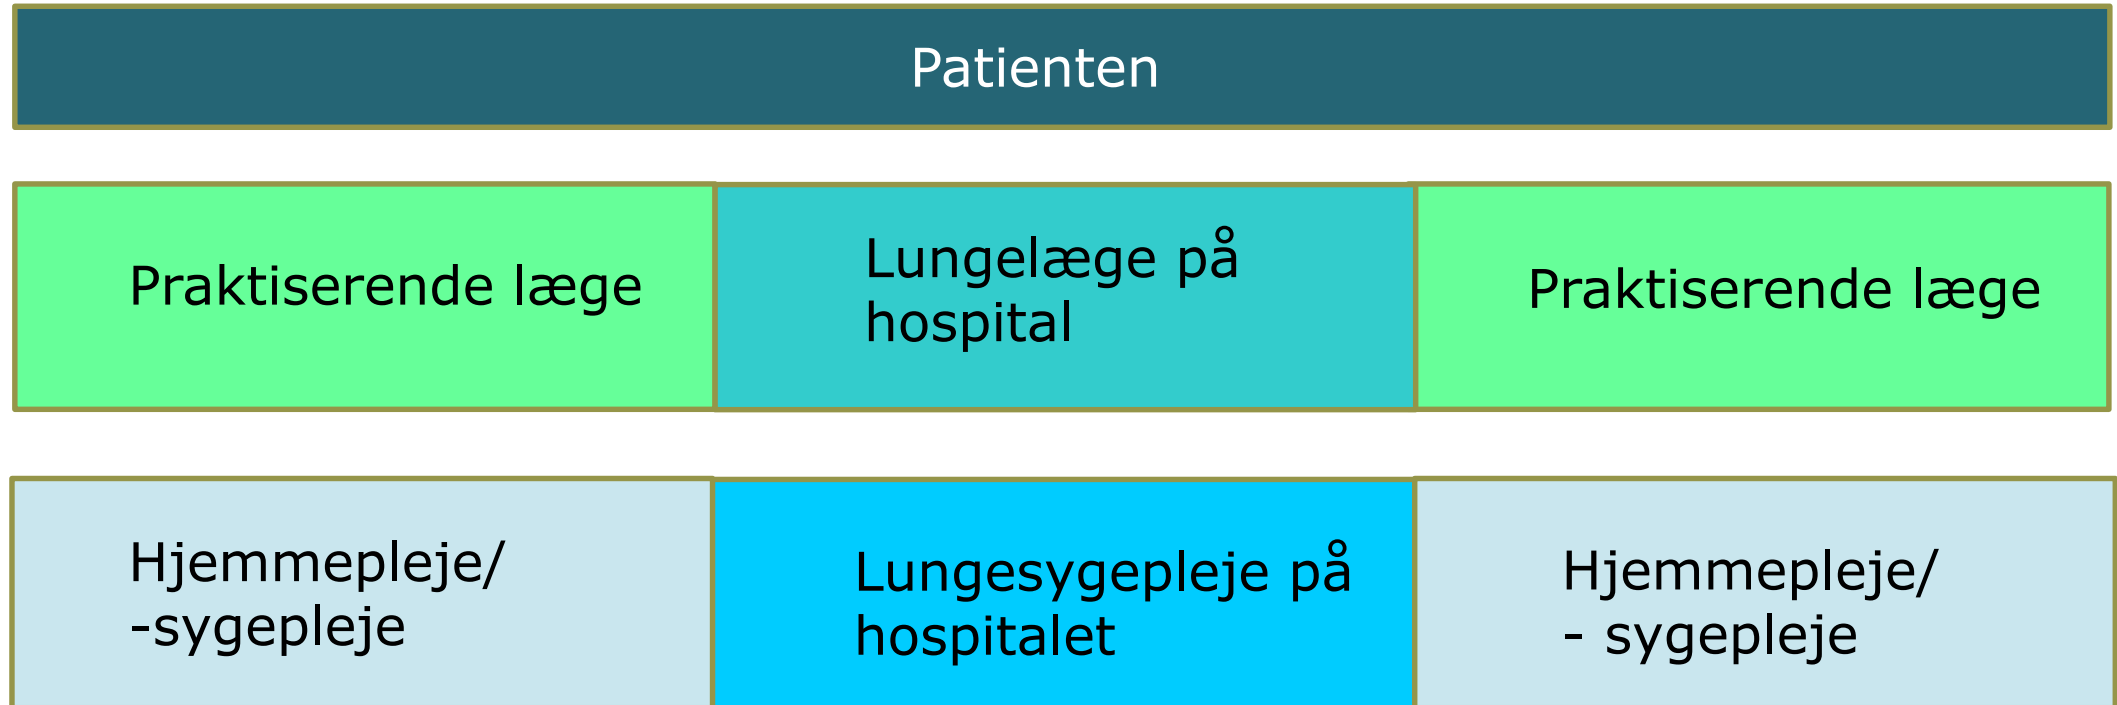 Patienten
Praktiserende læge
Lungelæge på
hospital
Praktiserende læge
Hjemmepleje/
-sygepleje
Lungesygepleje på
hospitalet
Hjemmepleje/
- sygepleje